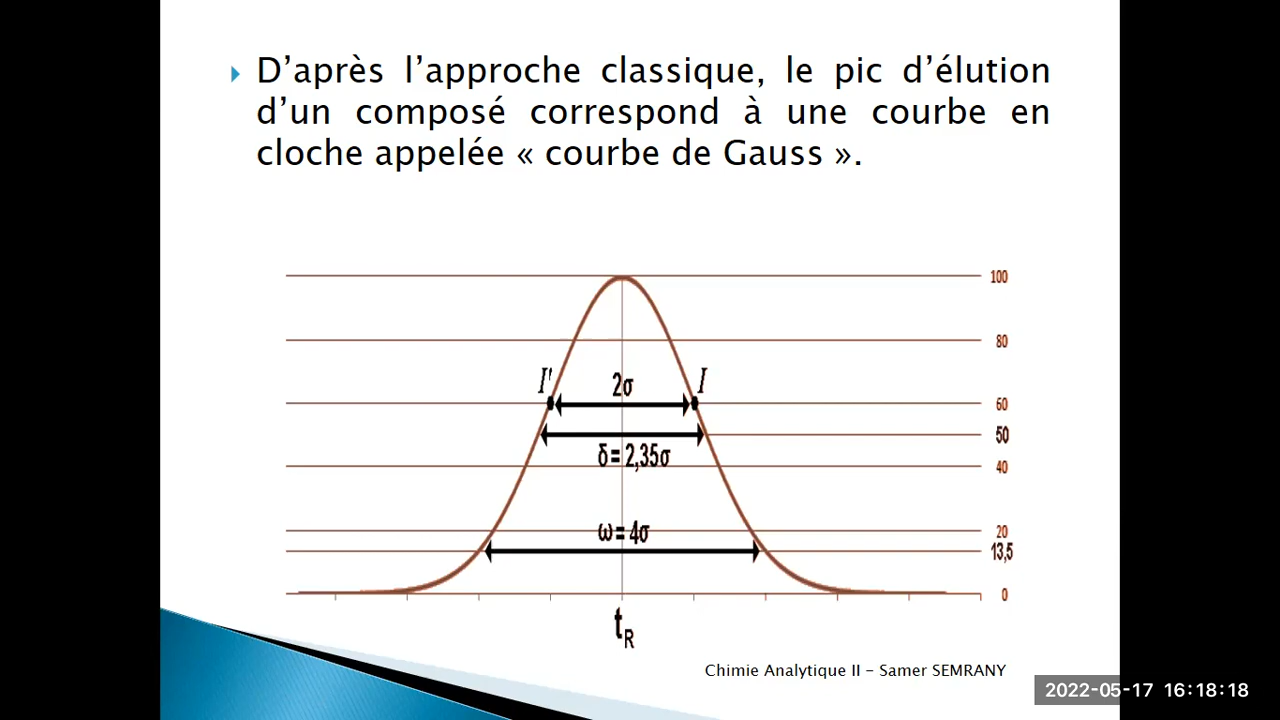 D’après l’approche classique, le pic d’élution
d’un composé correspond à une courbe en
cloche appelée « courbe de Gauss ».
100
80
I' 2σ I
60
50
δ = 2,35σ
40
ω = 4σ
20
13,5
0
tR
Chimie Analytique II – Samer SEMRANY
2022-05-17 16:18:18